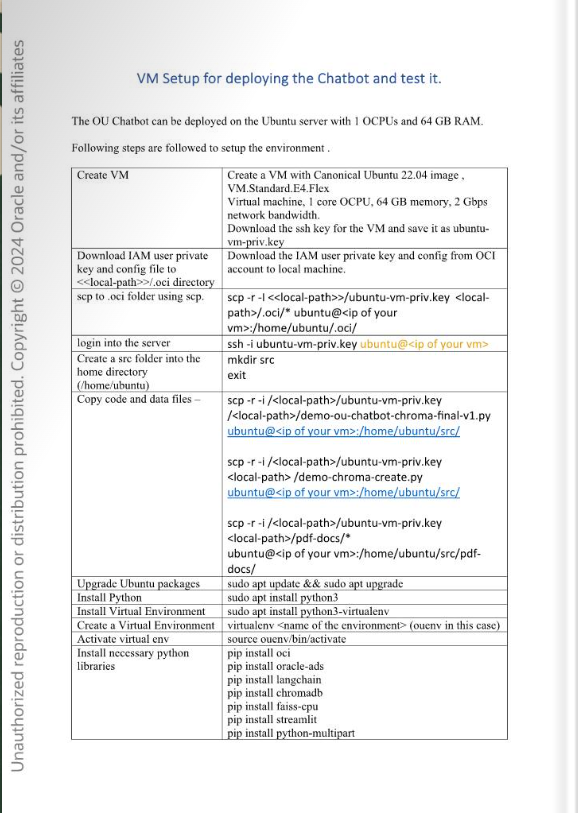 Unauthorized reproduction or distribution prohibited. Copyright © 2024 Oracle and/or its affiliates
VM Setup for deploying the Chatbot and test it.
The OU Chatbot can be deployed on the Ubuntu server with 1 OCPUs and 64 GB RAM.
Following steps are followed to setup the environment .
Create VM
Create a VM with Canonical Ubuntu 22.04 image ,
VM.Standard.E4.Flex
Virtual machine, 1 core OCPU, 64 GB memory, 2 Gbps
network bandwidth.
Download the ssh key for the VM and save it as ubuntu-
vm-priv.key
Download IAM user private
key and config file to
<<local-path>>/.oci directory
Download the IAM user private key and config from OCI
account to local machine.
scp to .oci folder using scp.
scp -r -I <<local-path>>/ubuntu-vm-priv.key <local-
path>/.oci/* ubuntu@<ip of your
vm>:/home/ubuntu/.oci/
login into the server
ssh -i ubuntu-vm-priv.key ubuntu@<ip of your vm>
Create a src folder into the
home directory
(/home/ubuntu)
mkdir src
exit
Copy code and data files –
scp -r -i /<local-path>/ubuntu-vm-priv.key
/<local-path>/demo-ou-chatbot-chroma-final-v1.py
ubuntu@<ip of your vm>:/home/ubuntu/src/
scp -r -i /<local-path>/ubuntu-vm-priv.key
<local-path> /demo-chroma-create.py
ubuntu@<ip of your vm>:/home/ubuntu/src/
scp -r -i /<local-path>/ubuntu-vm-priv.key
<local-path>/pdf-docs/*
ubuntu@<ip of your vm>:/home/ubuntu/src/pdf-
docs/
Upgrade Ubuntu packages
sudo apt update && sudo apt upgrade
Install Python
sudo apt install python3
Install Virtual Environment
sudo apt install python3-virtualenv
Create a Virtual Environment
virtualenv <name of the environment> (ouenv in this case)
Activate virtual env
source ouenv/bin/activate
Install necessary python
libraries
pip install oci
pip install oracle-ads
pip install langchain
pip install chromadb
pip install faiss-cpu
pip install streamlit
pip install python-multipart